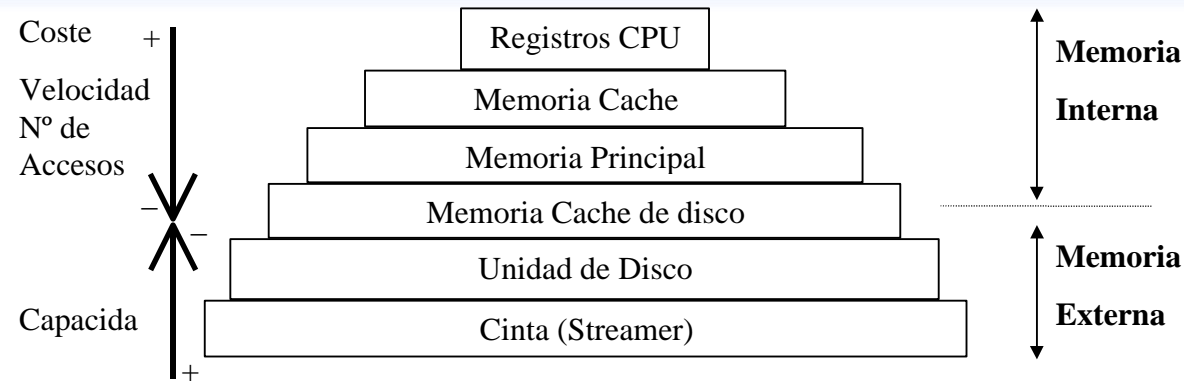 Coste
+
Velocidad
Nº de
Accesos
–
–
Capacida
+
Registros CPU
Memoria Cache
Memoria Principal
Memoria Cache de disco
Unidad de Disco
Cinta (Streamer)
Memoria
Interna
Memoria
Externa